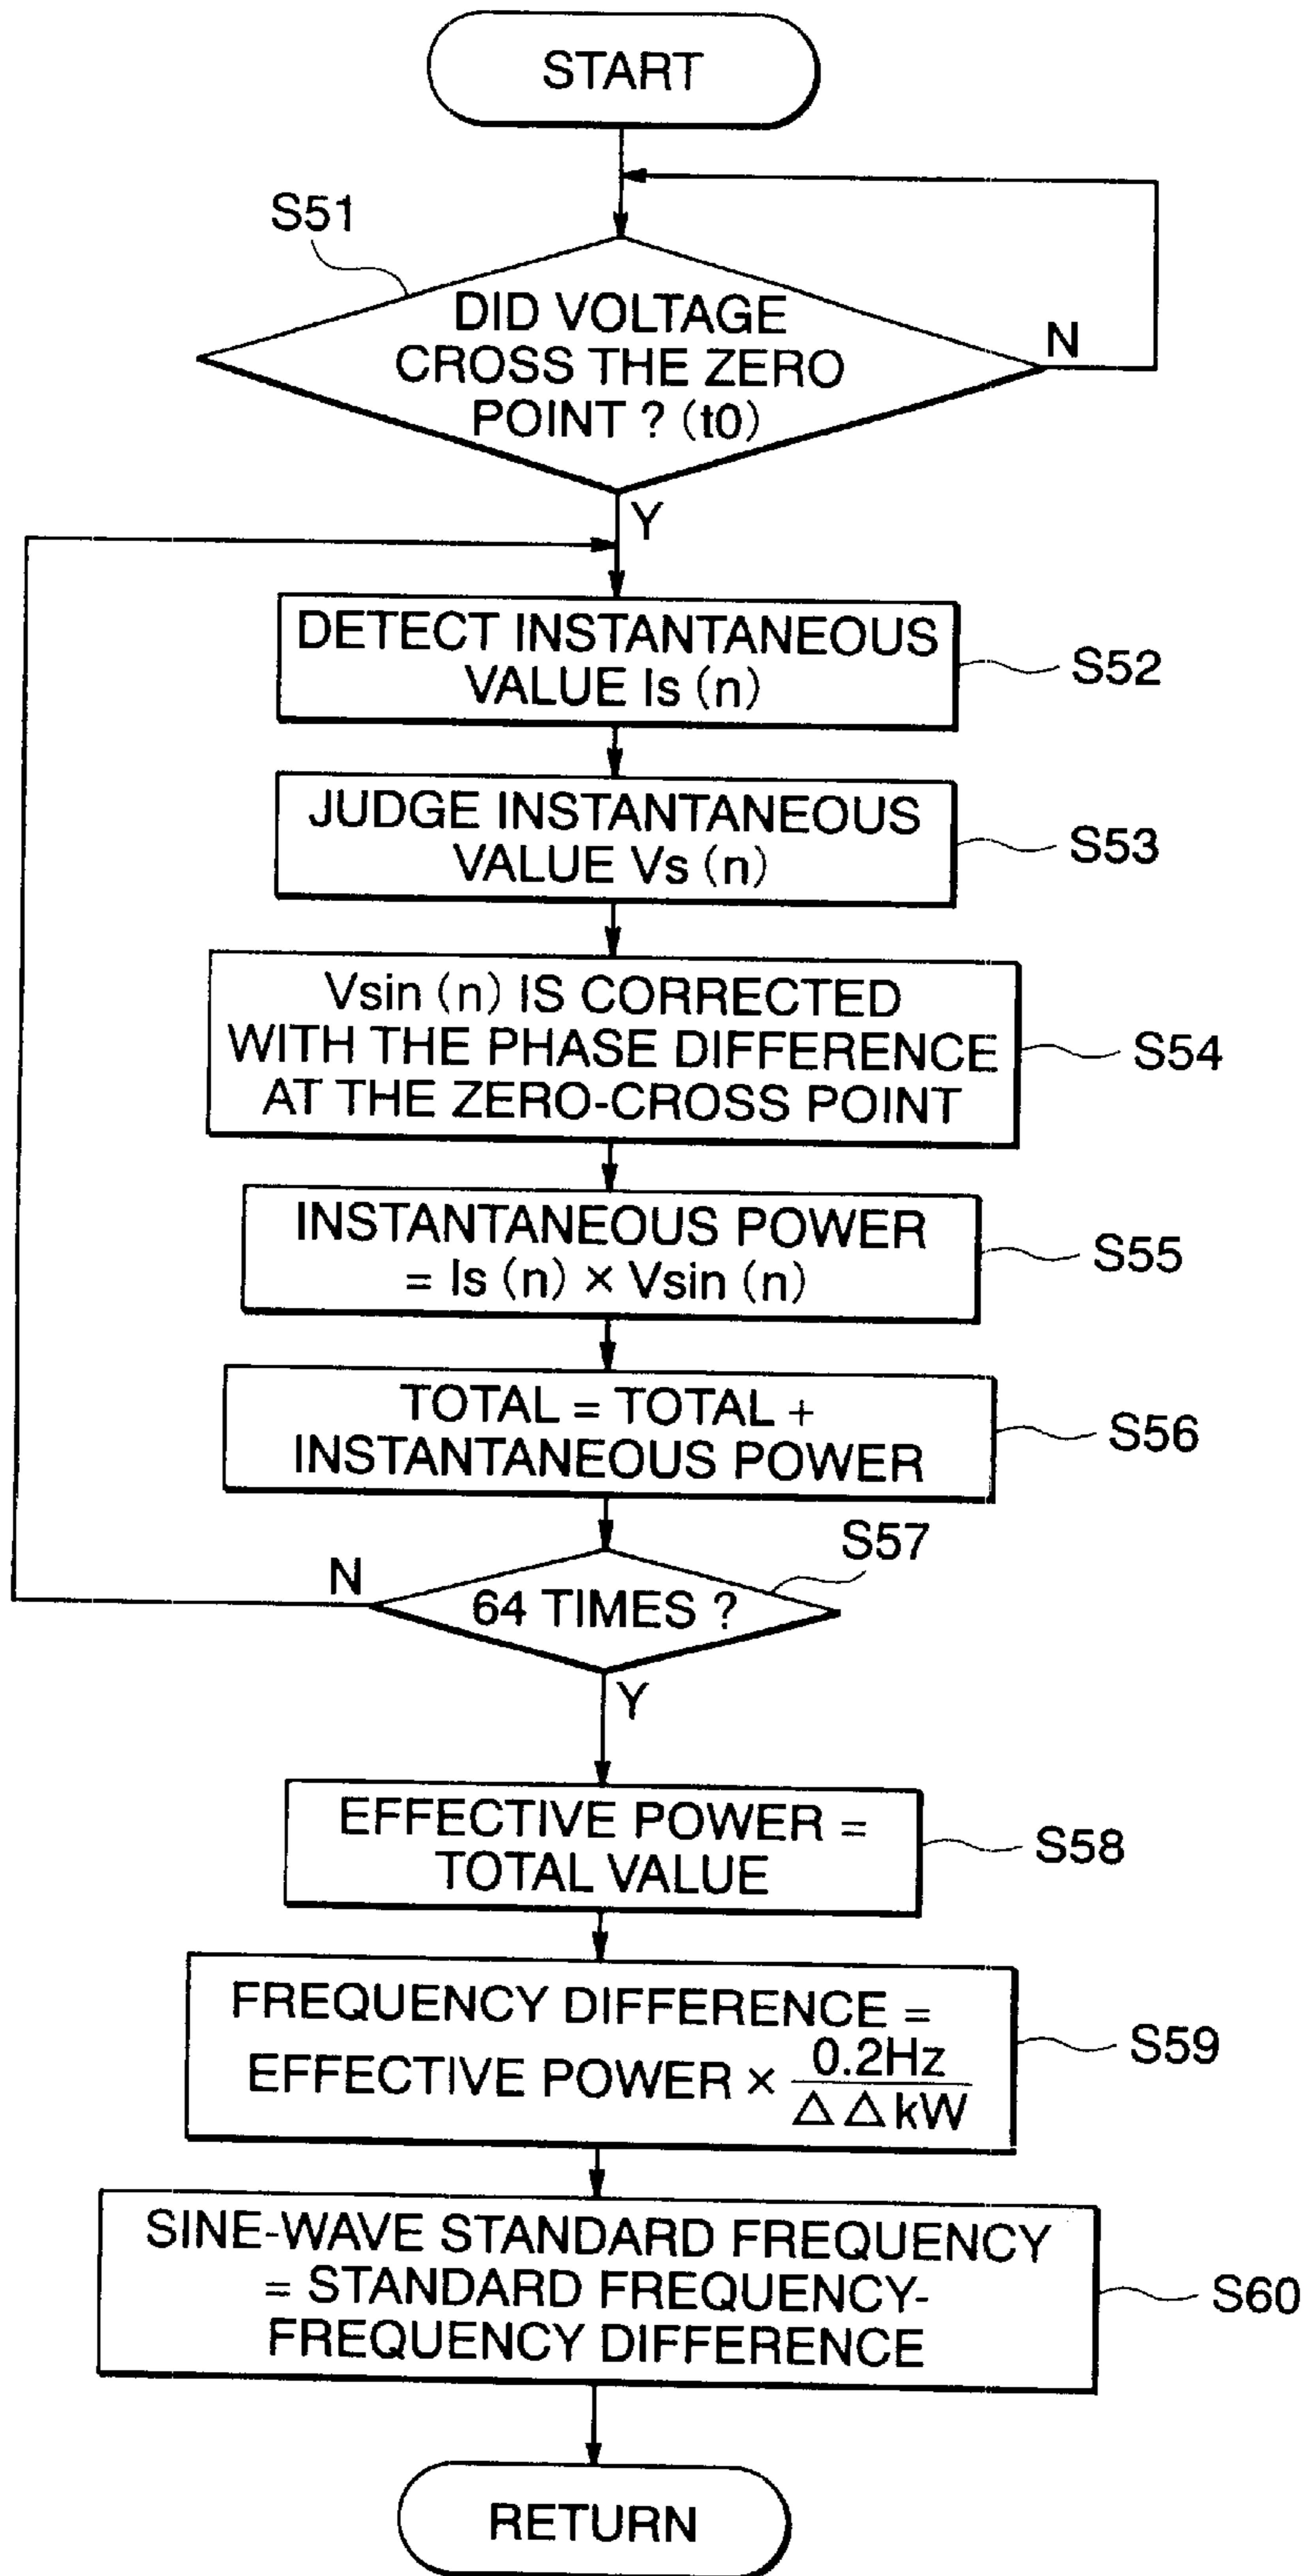 START
S51
DID VOLTAGE
CROSS THE ZERO
POINT ? (t0)
N
Y
DETECT INSTANTANEOUS
VALUE Is (n)
S52
JUDGE INSTANTANEOUS
VALUE Vs (n)
S53
Vsin (n) IS CORRECTED
WITH THE PHASE DIFFERENCE
AT THE ZERO-CROSS POINT
S54
INSTANTANEOUS POWER
= Is (n) × Vsin (n)
S55
TOTAL = TOTAL +
INSTANTANEOUS POWER
S56
S57
N
64 TIMES ?
Y
EFFECTIVE POWER =
TOTAL VALUE
S58
FREQUENCY DIFFERENCE =
EFFECTIVE POWER × 0.2Hz
△△kW
S59
SINE-WAVE STANDARD FREQUENCY
= STANDARD FREQUENCY-
FREQUENCY DIFFERENCE
S60
RETURN